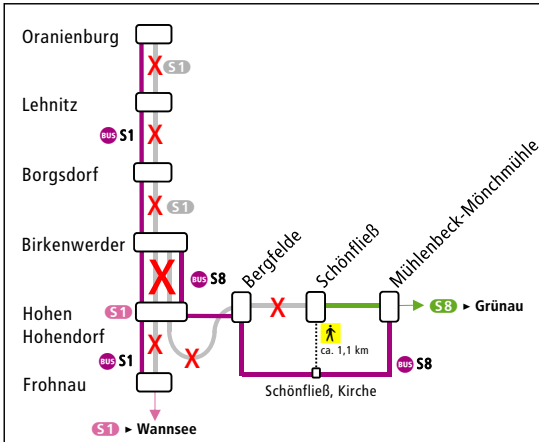 Oranienburg
S1
Lehnitz
BUS S1
Borgsdorf
S1
Birkenwerder
BUS S8
Bergfelde
Schönfließ
Mühlenbeck-Mönchmühle
S1
Hohen
Hohendorf
S8 ► Grünau
ca. 1,1 km
BUS S1
BUS S8
Frohnau
Schönfließ, Kirche
S1 ► Wannsee